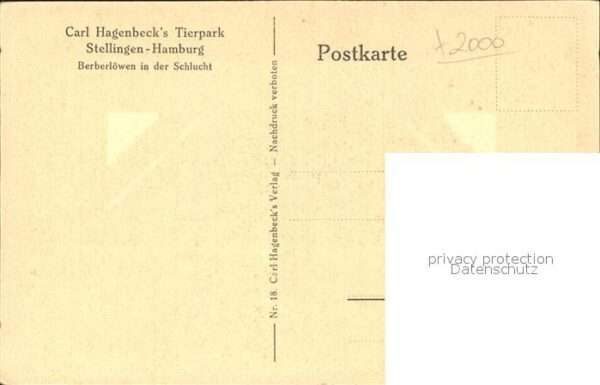 Carl Hagenbeck's Tierpark
Stellingen-Hamburg
Berberlöwen in der Schlucht
Nr. 18. Carl Hagenbeck's Verlag — Nachdruck verboten
Postkarte
2000
privacy protection
Datenschutz